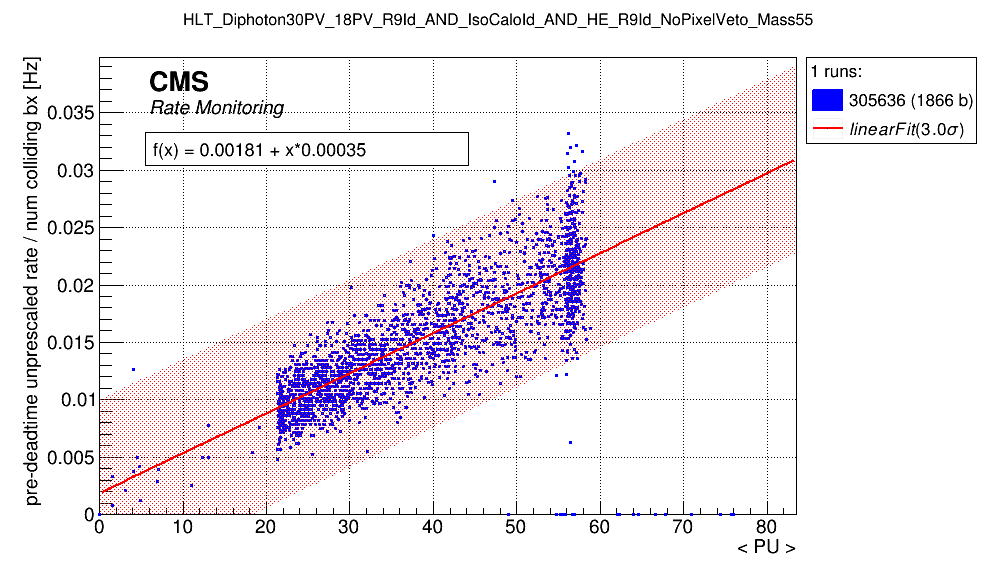 HLT_Diphoton30PV_18PV_R9Id_AND_IsoCaloId_AND_HE_R9Id_NoPixelVeto_Mass55
pre-deadtime unprescaled rate / num colliding bx [Hz]
CMS
Rate Monitoring
f(x) = 0.00181 + x*0.00035
1 runs:
305636 (1866 b)
linearFit(3.0σ)
0.035
0.03
0.025
0.02
0.015
0.01
0.005
0
0 10 20 30 40 50 60 70 80
< PU >